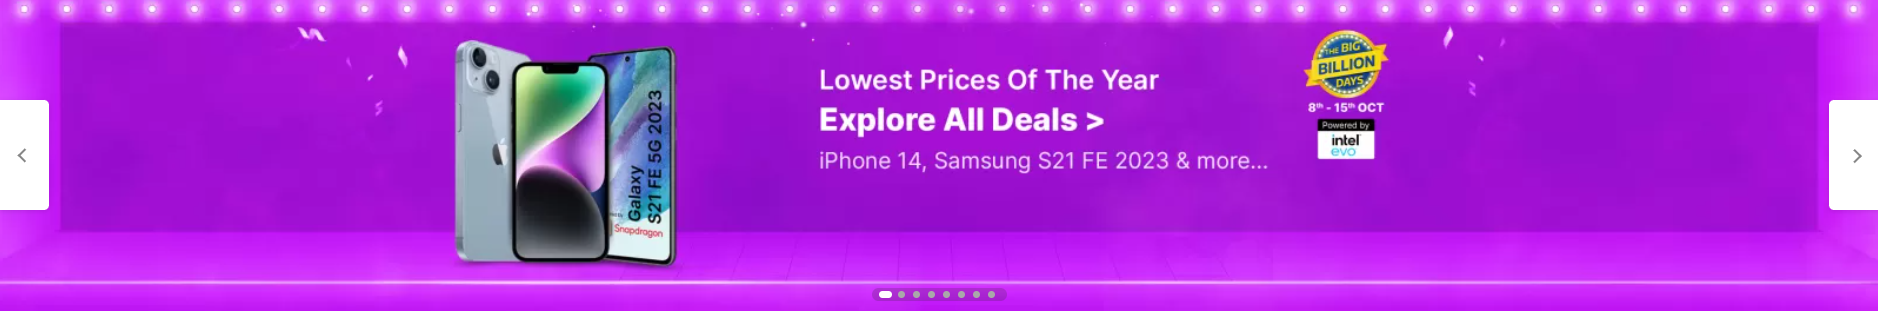 Lowest Prices Of The Year
Explore All Deals >
iPhone 14, Samsung S21 FE 2023 & more...
THE BIG
BILLION
DAYS
8th - 15th OCT
Powered by
intel
evo
Galaxy
S21 FE 5G 2023
Snapdragon